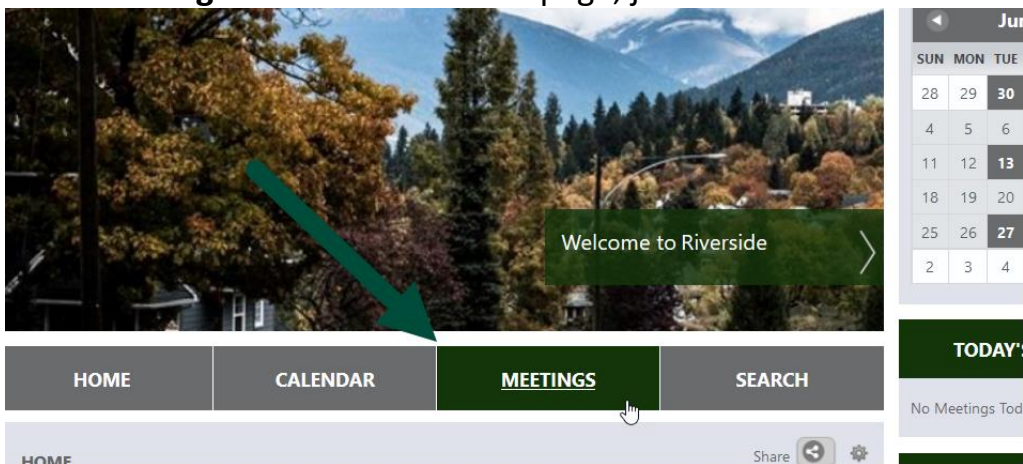 Jun
SUN MON TUE
28 29 30
4 5 6
11 12 13
18 19 20
25 26 27
2 3 4
Welcome to Riverside
HOME CALENDAR MEETINGS SEARCH
TODAY'S
No Meetings Tod
HOME
Share